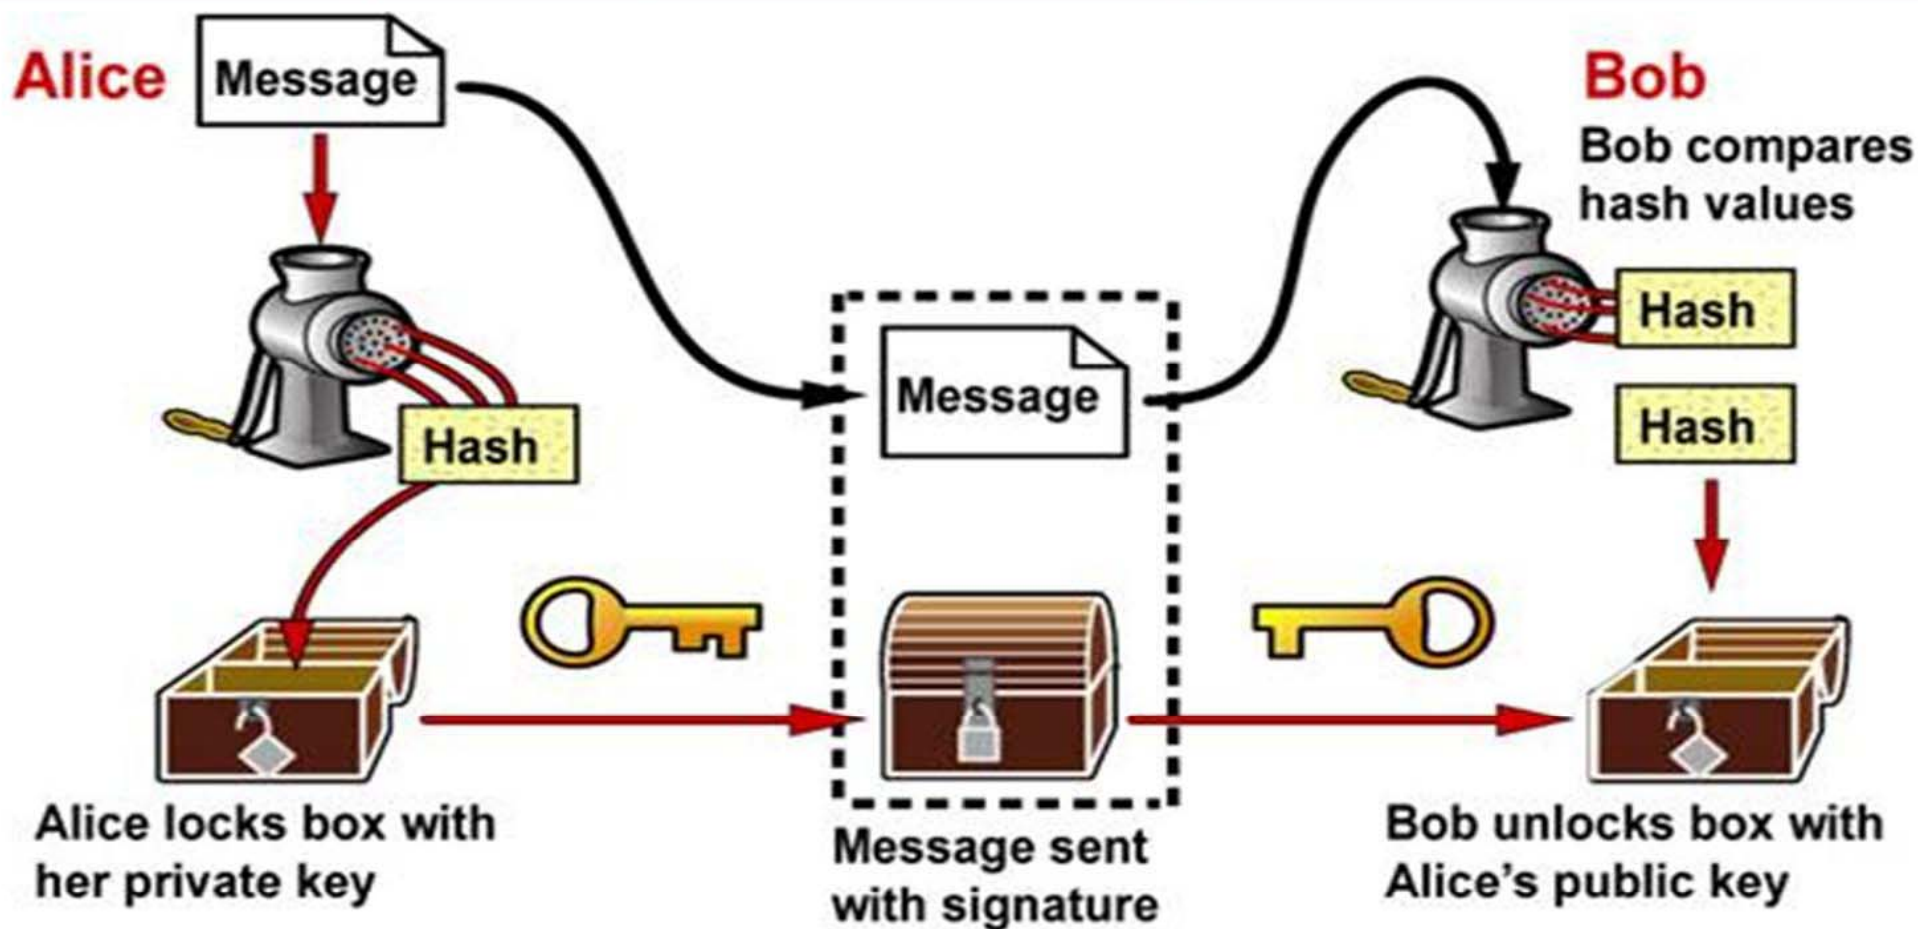 Alice
Message
Bob
Bob compares
hash values
Hash
Hash
Message
Hash
Alice locks box with
her private key
Message sent
with signature
Bob unlocks box with
Alice's public key